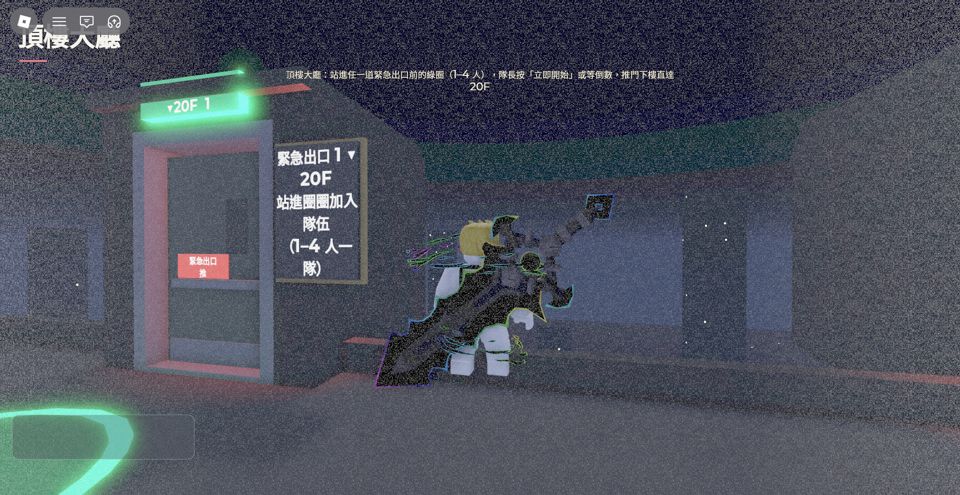 頂樓大廳
頂樓大廳：站進任一道緊急出口前的綠圈（1–4 人），隊長按「立即開始」或等倒數，推門下樓直達
20F
▼20F 1
緊急出口 1 ▼
20F
站進圈圈加入
隊伍
（1–4 人一
隊）
緊急出口
推